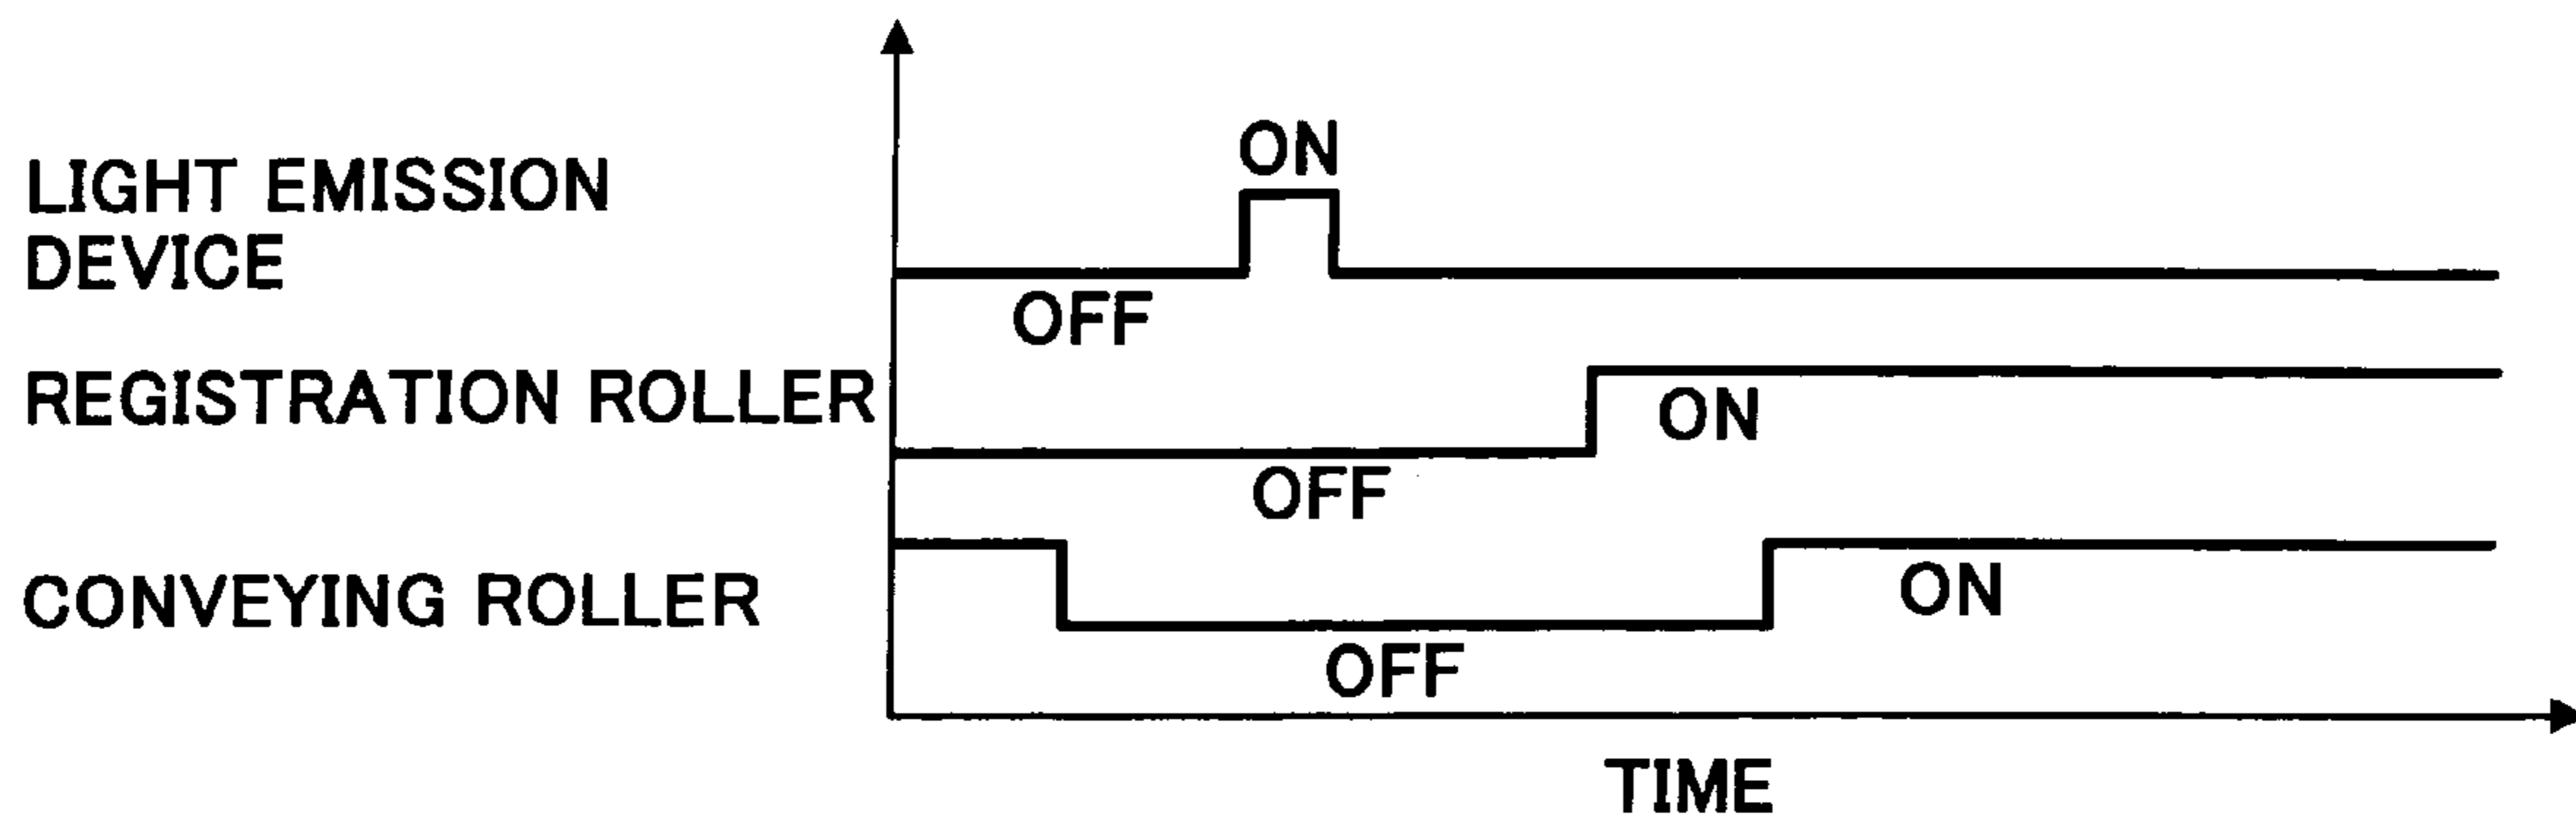 ON
LIGHT EMISSION
DEVICE
OFF
REGISTRATION ROLLER
ON
OFF
CONVEYING ROLLER
ON
OFF
TIME